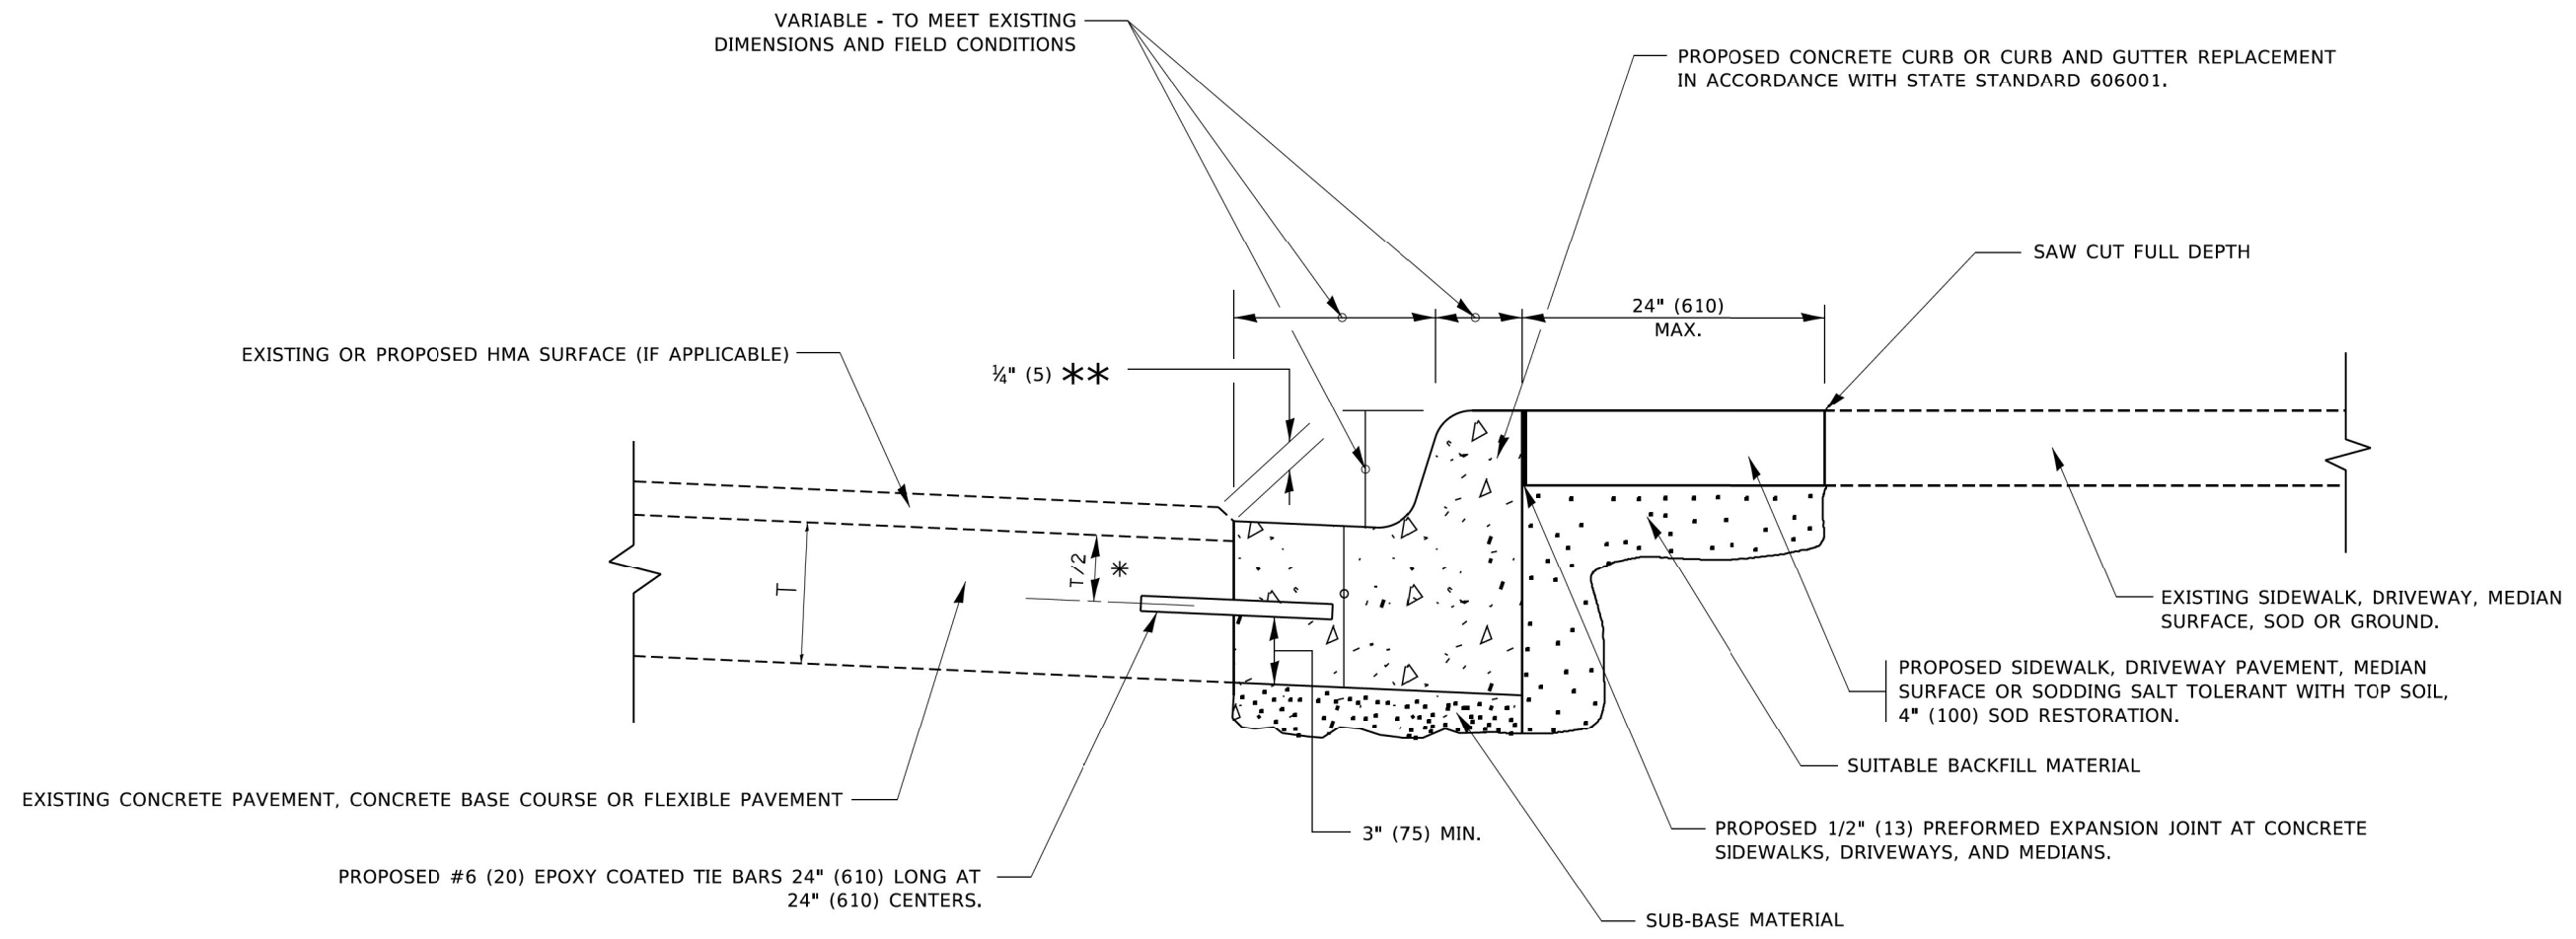 VARIABLE - TO MEET EXISTING
DIMENSIONS AND FIELD CONDITIONS
PROPOSED CONCRETE CURB OR CURB AND GUTTER REPLACEMENT
IN ACCORDANCE WITH STATE STANDARD 606001.
SAW CUT FULL DEPTH
24" (610)
MAX.
EXISTING OR PROPOSED HMA SURFACE (IF APPLICABLE)
¼" (5) **
T
T/2
*
EXISTING SIDEWALK, DRIVEWAY, MEDIAN
SURFACE, SOD OR GROUND.
PROPOSED SIDEWALK, DRIVEWAY PAVEMENT, MEDIAN
SURFACE OR SODDING SALT TOLERANT WITH TOP SOIL,
4" (100) SOD RESTORATION.
SUITABLE BACKFILL MATERIAL
EXISTING CONCRETE PAVEMENT, CONCRETE BASE COURSE OR FLEXIBLE PAVEMENT
3" (75) MIN.
PROPOSED 1/2" (13) PREFORMED EXPANSION JOINT AT CONCRETE
SIDEWALKS, DRIVEWAYS, AND MEDIANS.
PROPOSED #6 (20) EPOXY COATED TIE BARS 24" (610) LONG AT
24" (610) CENTERS.
SUB-BASE MATERIAL